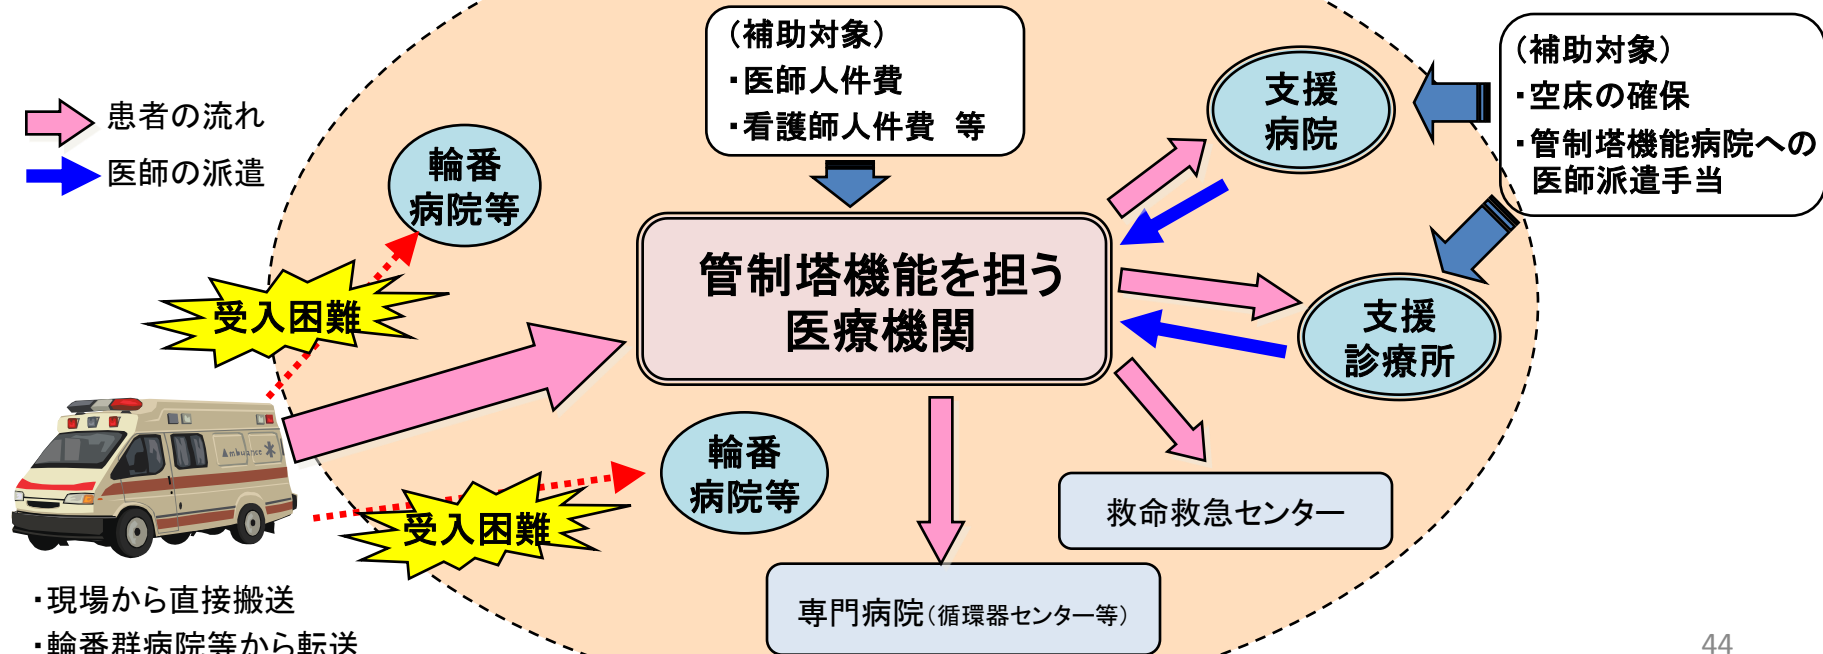 (補助対象)
・医師人件費
・看護師人件費 等
(補助対象)
・空床の確保
・管制塔機能病院への
医師派遣手当
患者の流れ
医師の派遣
輪番
病院等
支援
病院
管制塔機能を担う
医療機関
受入困難
支援
診療所
Ambulance
輪番
病院等
受入困難
救命救急センター
専門病院(循環器センター等)
・現場から直接搬送
・輪番群病院等から転送
44